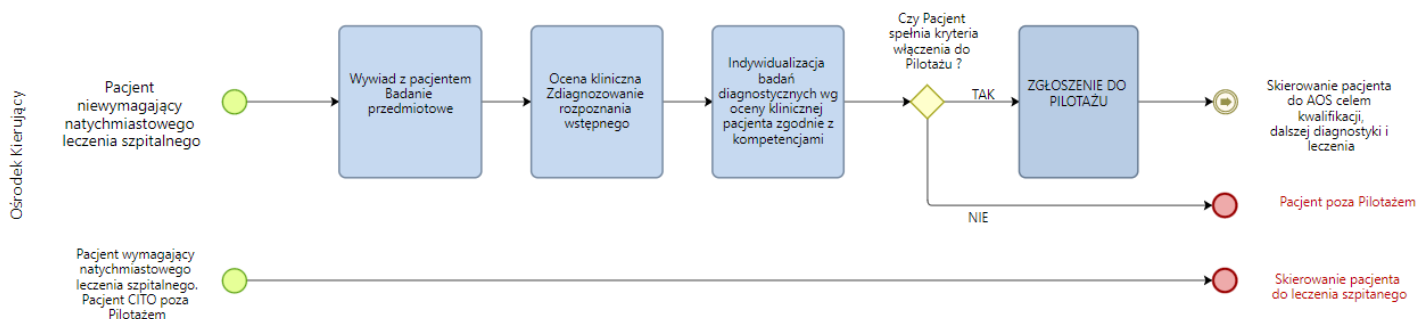 Ośrodek Kierujący
Pacjent
niewymagający
natychmiastowego
leczenia szpitalnego
Wywiad z pacjentem
Badanie
przedmiotowe
Ocena kliniczna
Zdiagnozowanie
rozpoznania
wstępnego
Indywidualizacja
badań
diagnostycznych wg
oceny klinicznej
pacjenta zgodnie z
kompetencjami
Czy Pacjent
spełnia kryteria
włączenia do
Pilotażu ?
TAK
NIE
ZGŁOSZENIE DO
PILOTAŻU
Skierowanie pacjenta
do AOS celem
kwalifikacji,
dalszej diagnostyki i
leczenia
Pacjent poza Pilotażem
Pacjent wymagający
natychmiastowego
leczenia szpitalnego.
Pacjent CITO poza
Pilotażem
Skierowanie pacjenta
do leczenia szpitanego